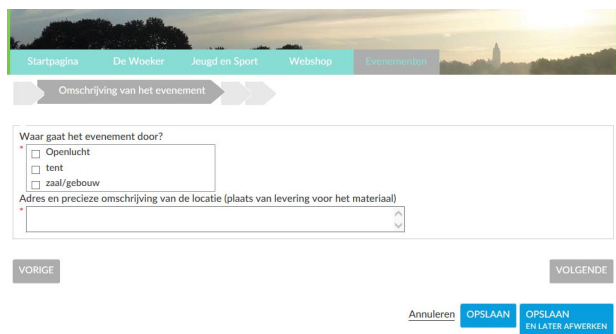 Startpagina De Woeker Jeugd en Sport Webshop Evenementen
Omschrijving van het evenement
Waar gaat het evenement door?
*
Openlucht
tent
zaal/gebouw
Adres en precieze omschrijving van de locatie (plaats van levering voor het materiaal)
*
VORIGE VOLGENDE
Annuleren OPSLAAN OPSLAAN
EN LATER AFWERKEN